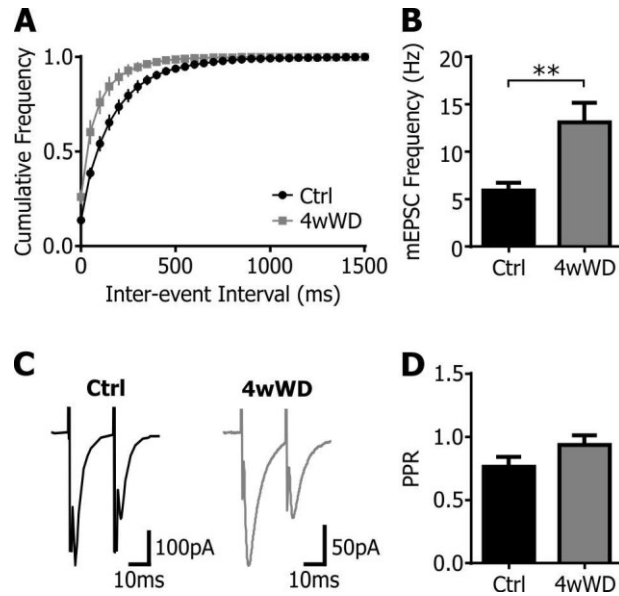 A
Cumulative Frequency
1.0
0.5
0.0
Ctrl
4wWD
0
500
1000
1500
Inter-event Interval (ms)
B
mEPSC Frequency (Hz)
20
15
10
5
0
**
Ctrl
4wWD
C
Ctrl
4wWD
100pA
10ms
50pA
10ms
D
PPR
1.5
1.0
0.5
0.0
Ctrl
4wWD